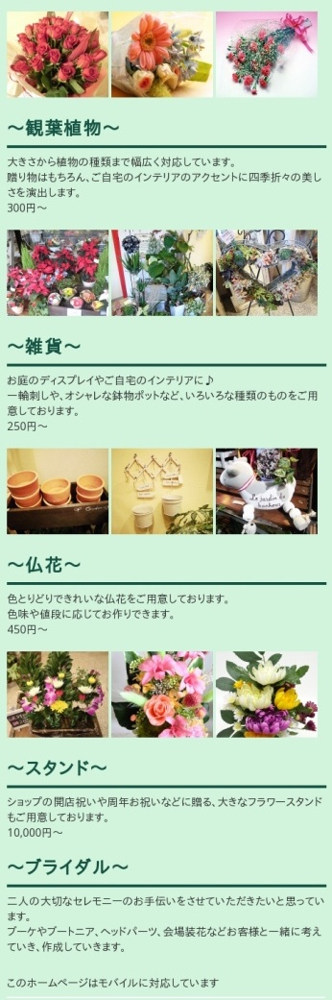 ～観葉植物～
大きさから植物の種類まで幅広く対応しています。
贈り物はもちろん、ご自宅のインテリアのアクセントに四季折々の美し
さを演出します。
300円～
～雑貨～
お庭のディスプレイやご自宅のインテリアに♪
一輪刺しや、オシャレな鉢物ポットなど、いろいろな種類のものをご用
意しております。
250円～
Le jardin du
bonheur
～仏花～
色とりどりできれいな仏花をご用意しております。
色味や値段に応じてお作りできます。
450円～
～スタンド～
ショップの開店祝いや周年お祝いなどに贈る、大きなフラワースタンド
もご用意しております。
10,000円～
～ブライダル～
二人の大切なセレモニーのお手伝いをさせていただきたいと思ってい
ます。
ブーケやブートニア、ヘッドパーツ、会場装花などお客様と一緒に考え
ていき、作成していきます。
このホームページはモバイルに対応しています